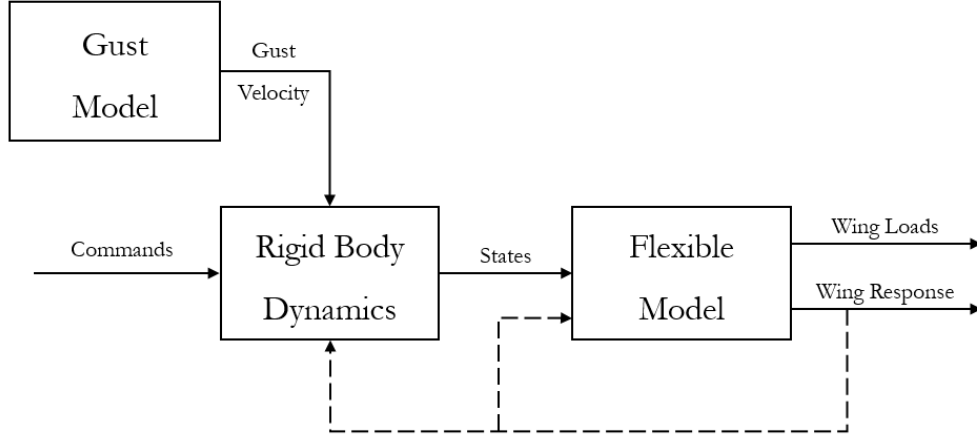 Gust
Model
Gust
Velocity
Commands
Rigid Body
Dynamics
States
Flexible
Model
Wing Loads
Wing Response